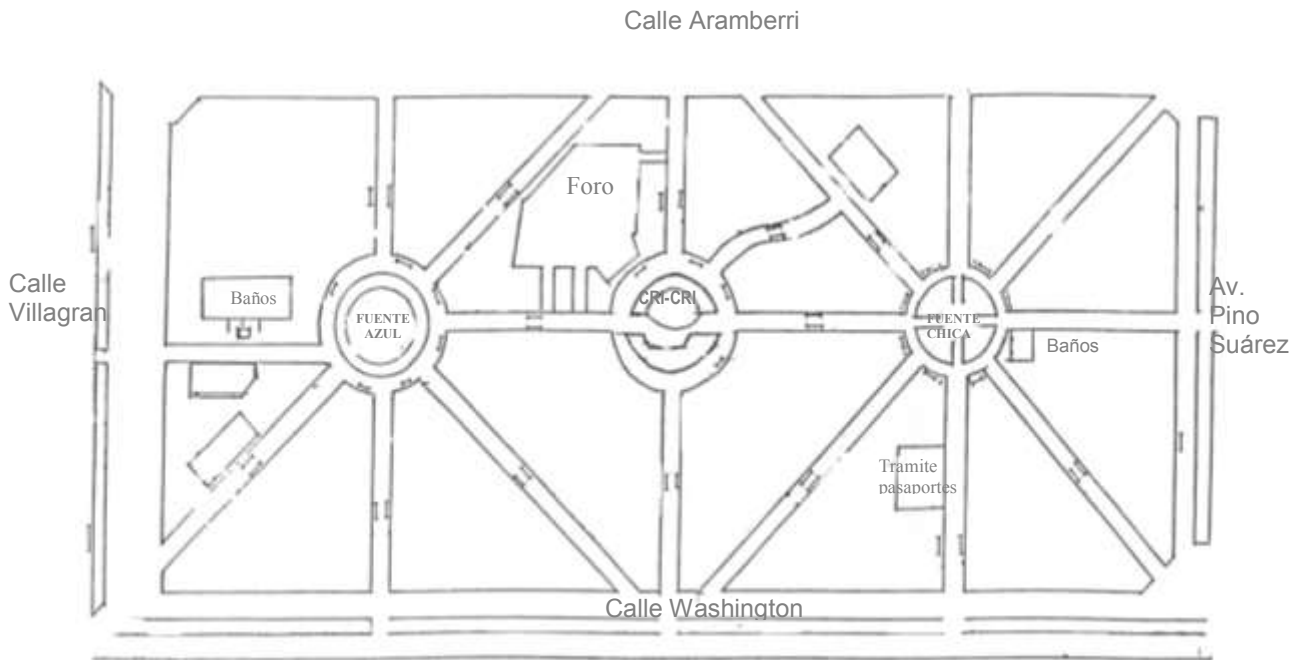 Calle Aramberri
Foro
Calle
Villagran
Baños
FUENTE
AZUL
CRI-CRI
FUENTE
CHICA
Baños
Av.
Pino
Suárez
Tramite
pasaportes
Calle Washington